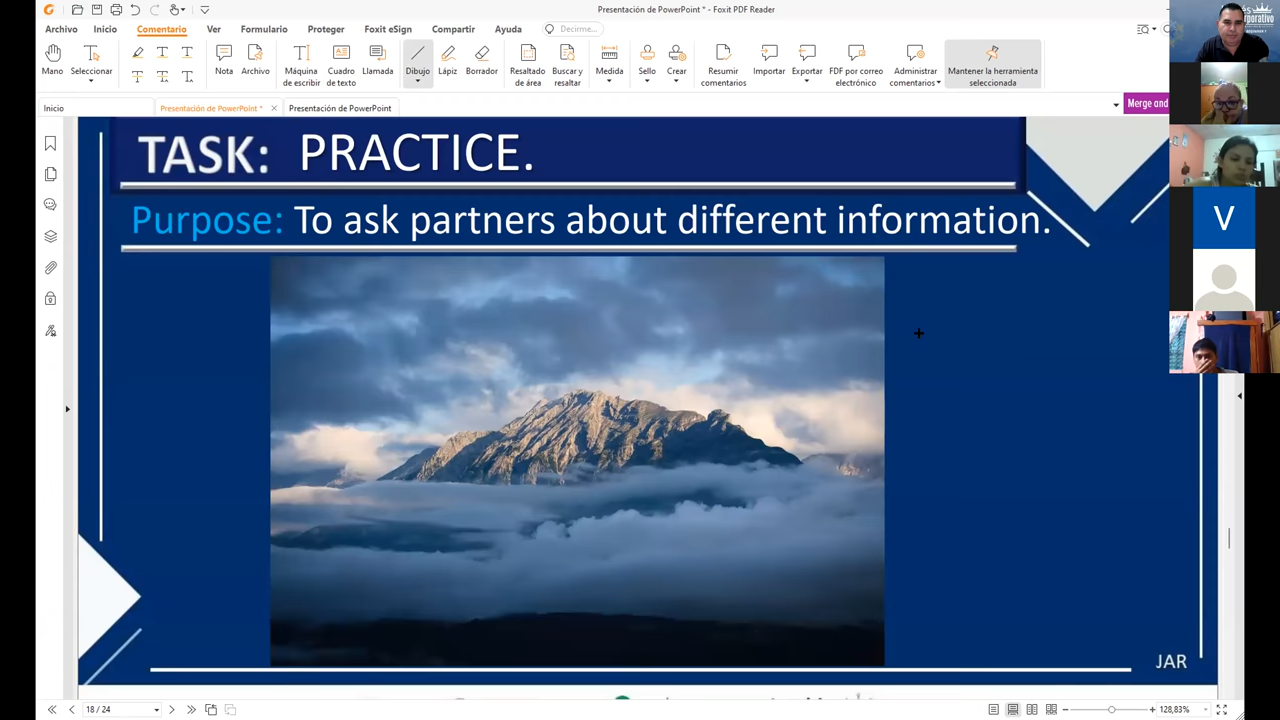 Presentación de PowerPoint * - Foxit PDF Reader
Archivo Inicio Comentario Ver Formulario Proteger Foxit eSign Compartir Ayuda Decirme...
Mano Seleccionar Nota Archivo Máquina de escribir Cuadro de texto Llamada Dibujo Lápiz Borrador Resaltado de área Buscar y resaltar Medida Sello Crear Resumir comentarios Importar Exportar FDF por correo electrónico Administrar comentarios Mantener la herramienta seleccionada
Inicio Presentación de PowerPoint * Presentación de PowerPoint Merge and
TASK: PRACTICE.
Purpose: To ask partners about different information.
V
JAR
18 / 24 128,83%